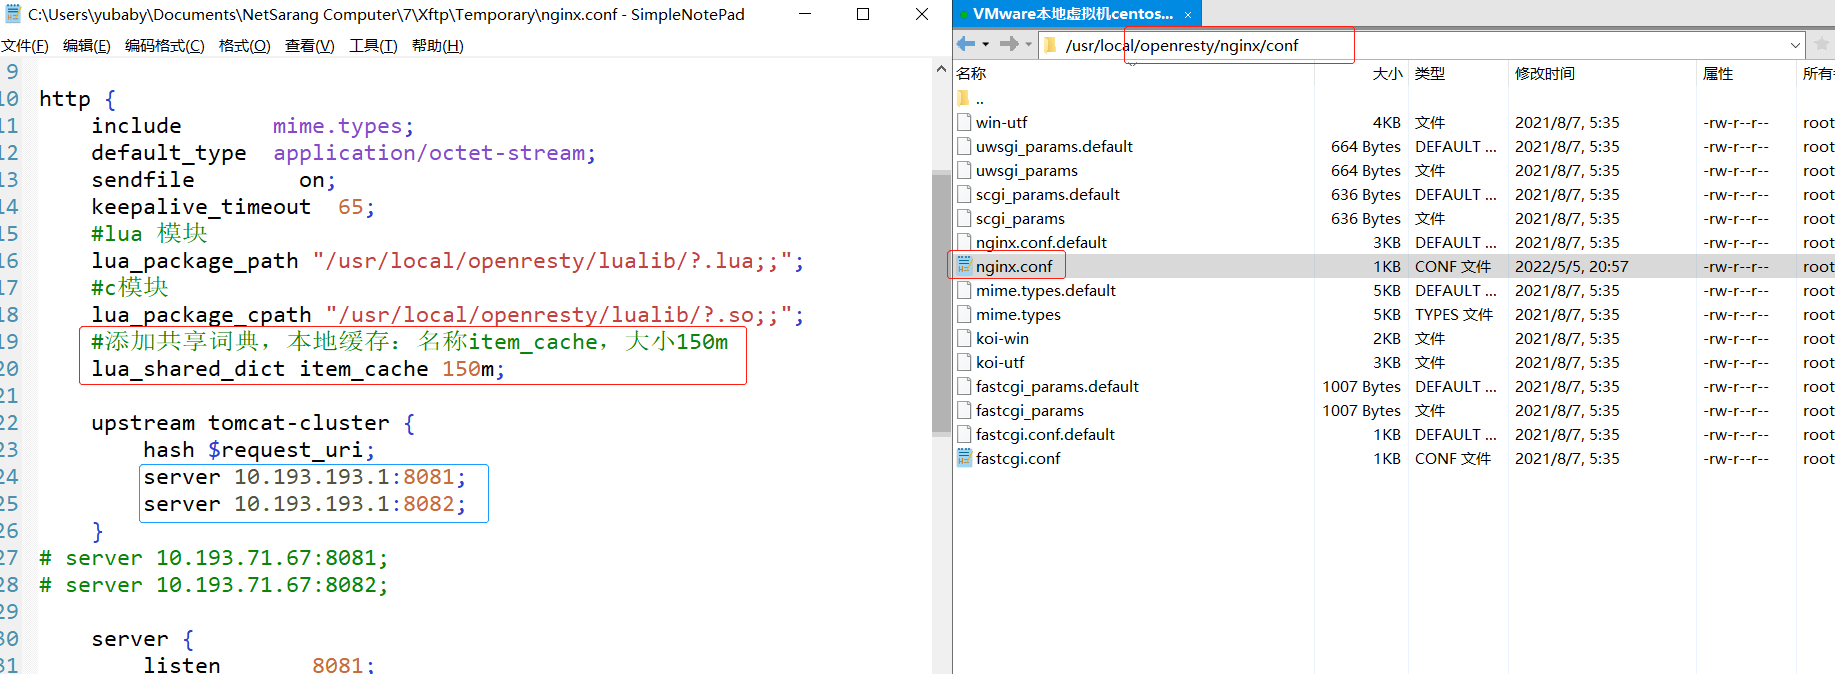 C:\Users\yubaby\Documents\NetSarang Computer\7\Xftp\Temporary\nginx.conf - SimpleNotePad
文件(F) 编辑(E) 编码格式(C) 格式(O) 查看(V) 工具(T) 帮助(H)
9
10 http {
11 include mime.types;
12 default_type application/octet-stream;
13 sendfile on;
14 keepalive_timeout 65;
15 #lua 模块
16 lua_package_path "/usr/local/openresty/lualib/?.lua;;";
17 #c模块
18 lua_package_cpath "/usr/local/openresty/lualib/?.so;;";
19 #添加共享词典，本地缓存：名称item_cache，大小150m
20 lua_shared_dict item_cache 150m;
21
22 upstream tomcat-cluster {
23 hash $request_uri;
24 server 10.193.193.1:8081;
25 server 10.193.193.1:8082;
26 }
27 # server 10.193.71.67:8081;
28 # server 10.193.71.67:8082;
29
30 server {
31 listen 8081;
VMware本地虚拟机centos... ×
/usr/local/openresty/nginx/conf
名称 大小 类型 修改时间 属性 所有
..
win-utf 4KB 文件 2021/8/7, 5:35 -rw-r--r-- root
uwsgi_params.default 664 Bytes DEFAULT ... 2021/8/7, 5:35 -rw-r--r-- root
uwsgi_params 664 Bytes 文件 2021/8/7, 5:35 -rw-r--r-- root
scgi_params.default 636 Bytes DEFAULT ... 2021/8/7, 5:35 -rw-r--r-- root
scgi_params 636 Bytes 文件 2021/8/7, 5:35 -rw-r--r-- root
nginx.conf.default 3KB DEFAULT ... 2021/8/7, 5:35 -rw-r--r-- root
nginx.conf 1KB CONF 文件 2022/5/5, 20:57 -rw-r--r-- root
mime.types.default 5KB DEFAULT ... 2021/8/7, 5:35 -rw-r--r-- root
mime.types 5KB TYPES 文件 2021/8/7, 5:35 -rw-r--r-- root
koi-win 2KB 文件 2021/8/7, 5:35 -rw-r--r-- root
koi-utf 3KB 文件 2021/8/7, 5:35 -rw-r--r-- root
fastcgi_params.default 1007 Bytes DEFAULT ... 2021/8/7, 5:35 -rw-r--r-- root
fastcgi_params 1007 Bytes 文件 2021/8/7, 5:35 -rw-r--r-- root
fastcgi.conf.default 1KB DEFAULT ... 2021/8/7, 5:35 -rw-r--r-- root
fastcgi.conf 1KB CONF 文件 2021/8/7, 5:35 -rw-r--r-- root